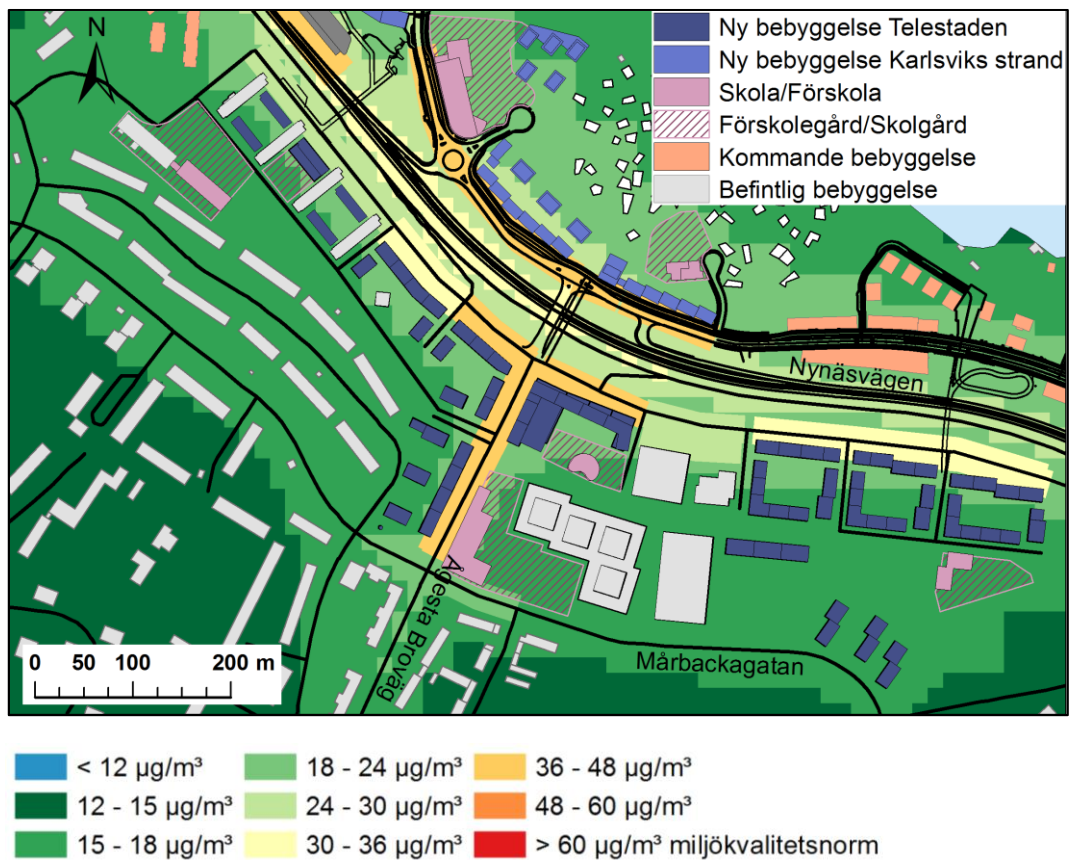 N
Ny bebyggelse Telestaden
Ny bebyggelse Karlsviks strand
Skola/Förskola
Förskolegård/Skolgård
Kommande bebyggelse
Befintlig bebyggelse
Nynäsvägen
Ågesta Broväg
Mårbackagatan
0 50 100 200 m
< 12 µg/m³
12 - 15 µg/m³
15 - 18 µg/m³
18 - 24 µg/m³
24 - 30 µg/m³
30 - 36 µg/m³
36 - 48 µg/m³
48 - 60 µg/m³
> 60 µg/m³ miljökvalitetsnorm